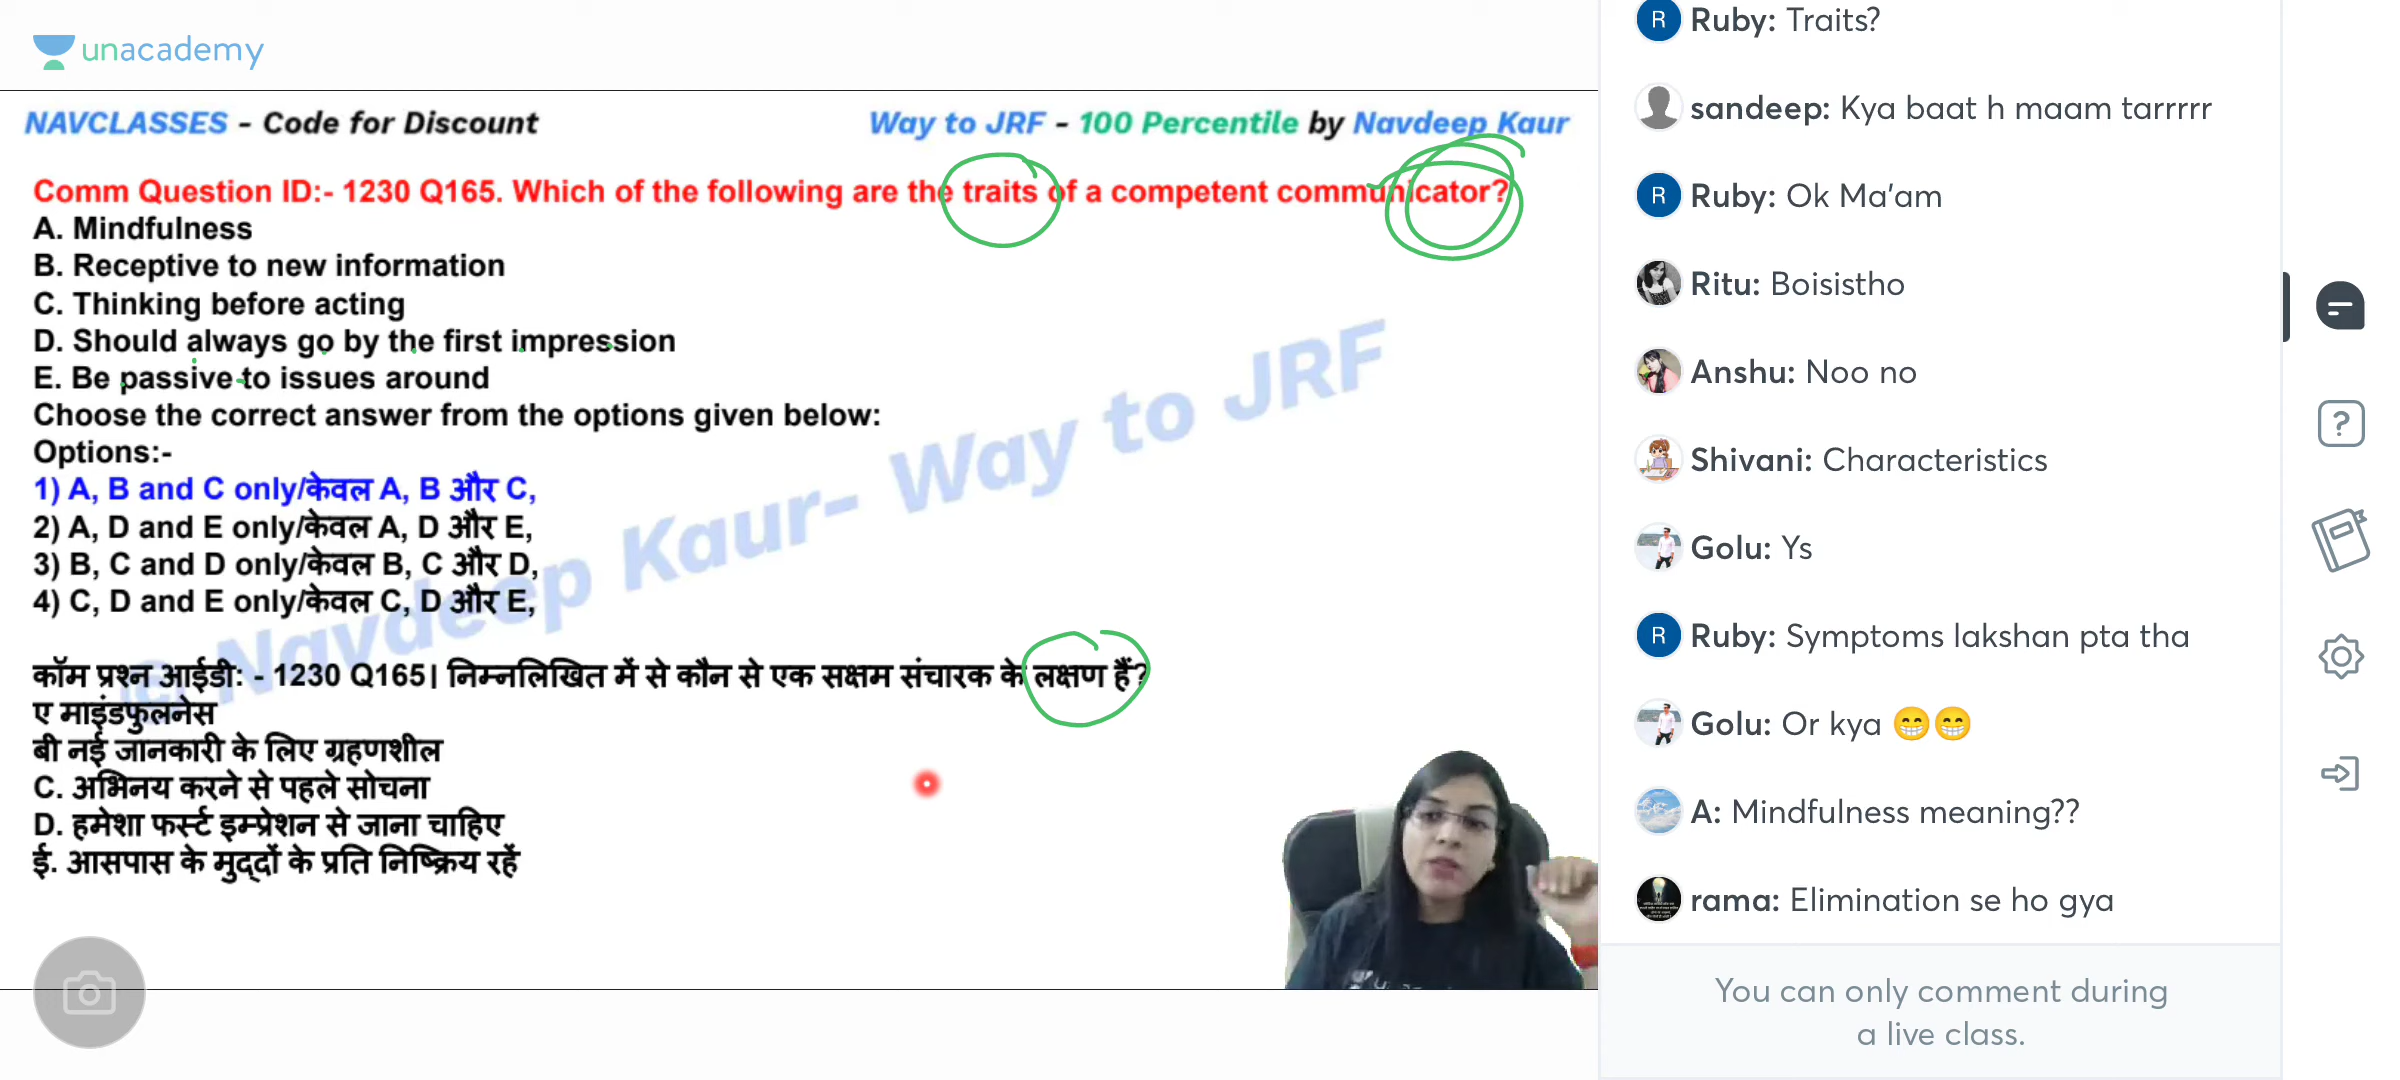 unacademy
NAVCLASSES - Code for Discount
Way to JRF - 100 Percentile by Navdeep Kaur
Comm Question ID:- 1230 Q165. Which of the following are the traits of a competent communicator?
A. Mindfulness
B. Receptive to new information
C. Thinking before acting
D. Should always go by the first impression
E. Be passive to issues around
Choose the correct answer from the options given below:
Options:-
1) A, B and C only/केवल A, B और C,
2) A, D and E only/केवल A, D और E,
3) B, C and D only/केवल B, C और D,
4) C, D and E only/केवल C, D और E,
कॉम प्रश्न आईडी: - 1230 Q165। निम्नलिखित में से कौन से एक सक्षम संचारक के लक्षण हैं?
ए माइंडफुलनेस
बी नई जानकारी के लिए ग्रहणशील
C. अभिनय करने से पहले सोचना
D. हमेशा फर्स्ट इम्प्रेशन से जाना चाहिए
ई. आसपास के मुद्दों के प्रति निष्क्रिय रहें
© Navdeep Kaur- Way to JRF
R Ruby: Traits?
sandeep: Kya baat h maam tarrrrr
R Ruby: Ok Ma'am
Ritu: Boisistho
Anshu: Noo no
Shivani: Characteristics
Golu: Ys
R Ruby: Symptoms lakshan pta tha
Golu: Or kya 😁😁
A: Mindfulness meaning??
rama: Elimination se ho gya
You can only comment during
a live class.